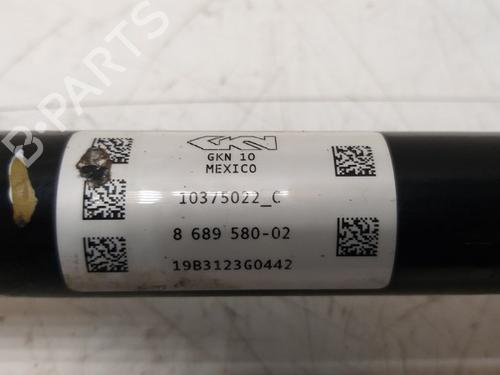 GKN
GKN 10
MEXICO
10375022_C
8 689 580-02
19B3123G0442
B-Parts